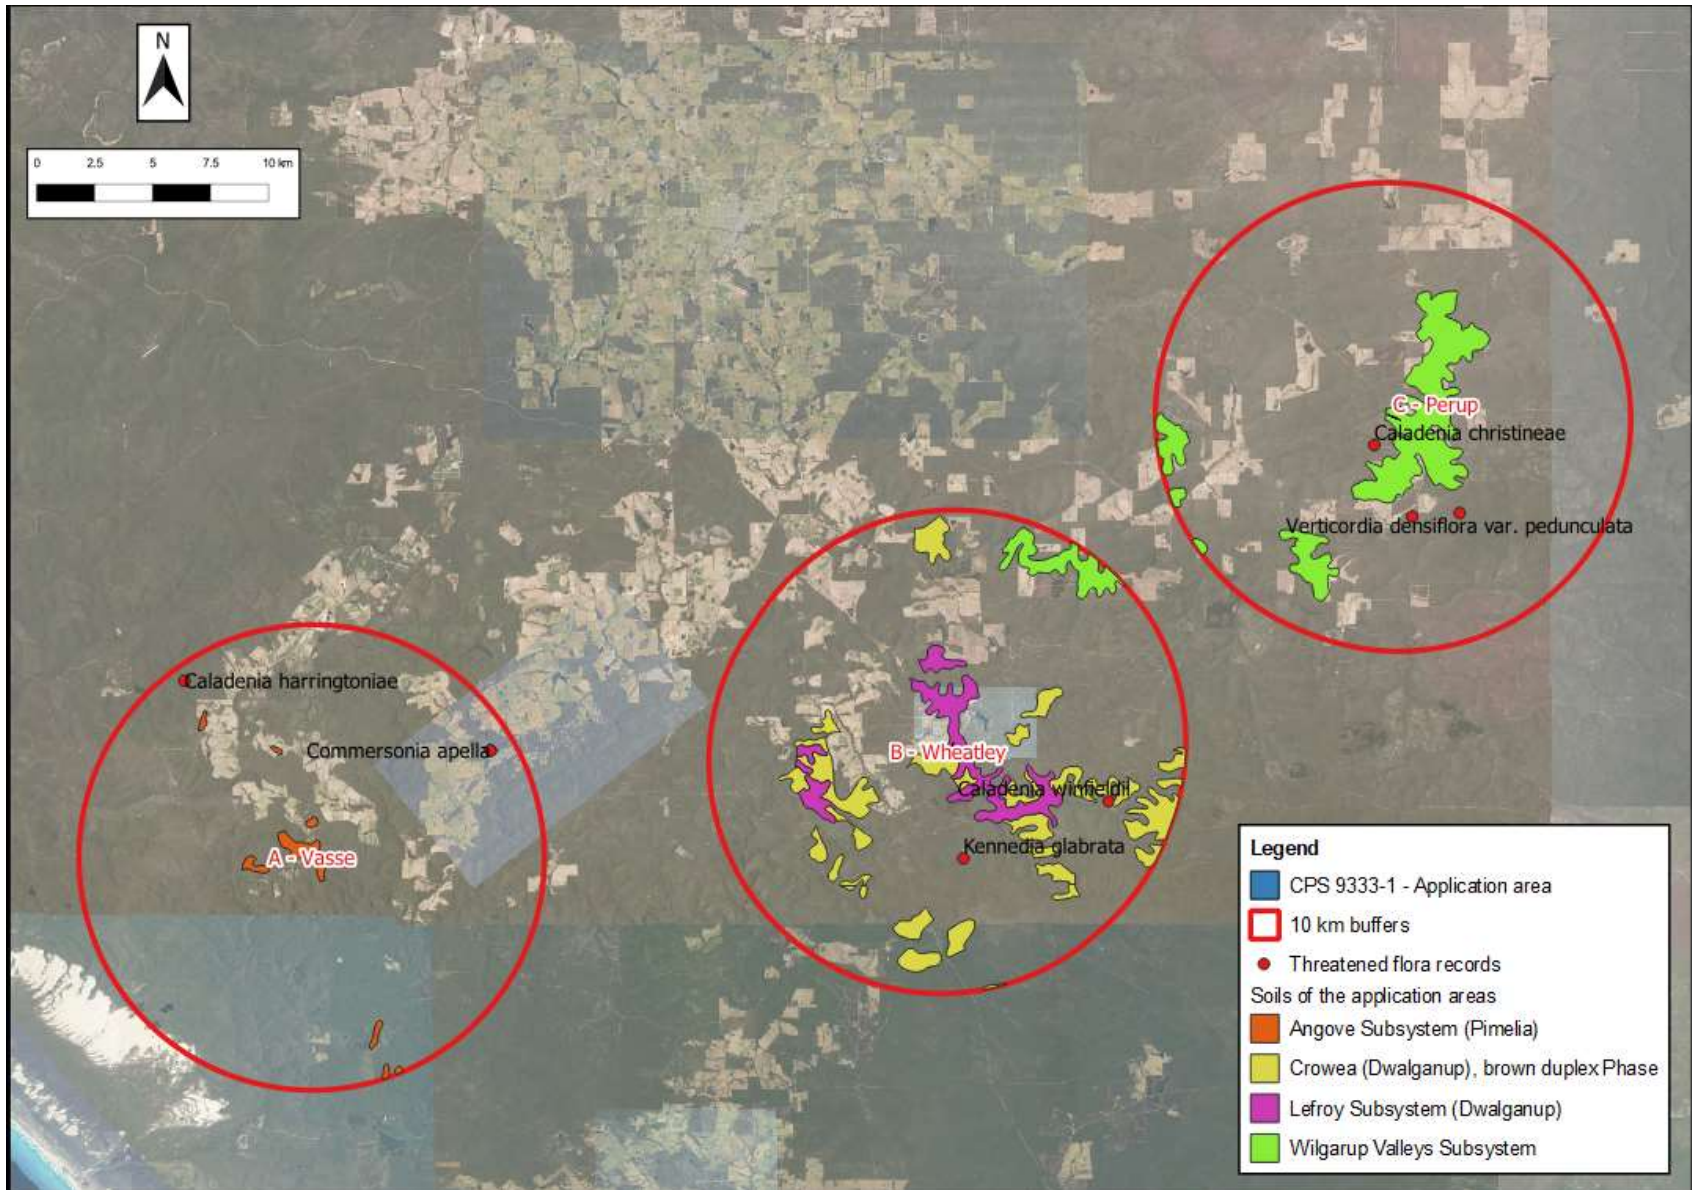 N
0 2.5 5 7.5 10 km
C - Perup
Caladenia christineae
Verticordia densiflora var. pedunculata
Caladenia harringtoniae
Commersonia apella
B - Wheatley
Caladenia winfieldii
Kennedia glabrata
A - Vasse
Legend
CPS 9333-1 - Application area
10 km buffers
Threatened flora records
Soils of the application areas
Angove Subsystem (Pimelia)
Crowea (Dwalganup), brown duplex Phase
Lefroy Subsystem (Dwalganup)
Wilgarup Valleys Subsystem